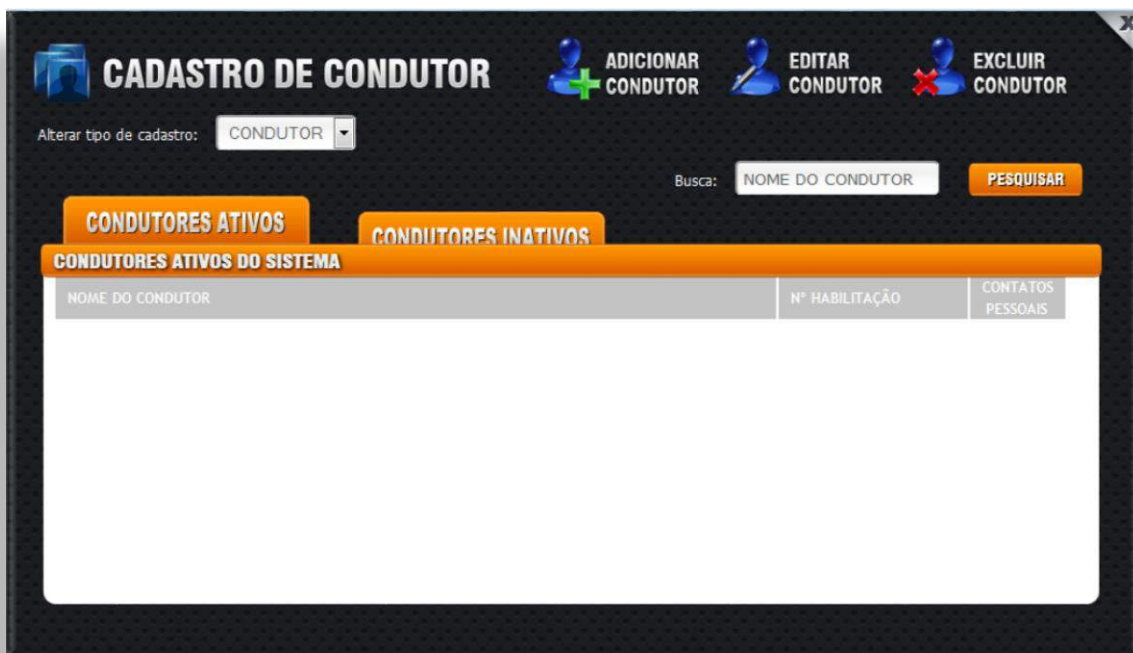 X
CADASTRO DE CONDUTOR
ADICIONAR
CONDUTOR
EDITAR
CONDUTOR
EXCLUIR
CONDUTOR
Alterar tipo de cadastro: CONDUTOR
Busca: NOME DO CONDUTOR PESQUISAR
CONDUTORES ATIVOS
CONDUTORES INATIVOS
CONDUTORES ATIVOS DO SISTEMA
NOME DO CONDUTOR
Nº HABILITAÇÃO
CONTATOS
PESSOAIS